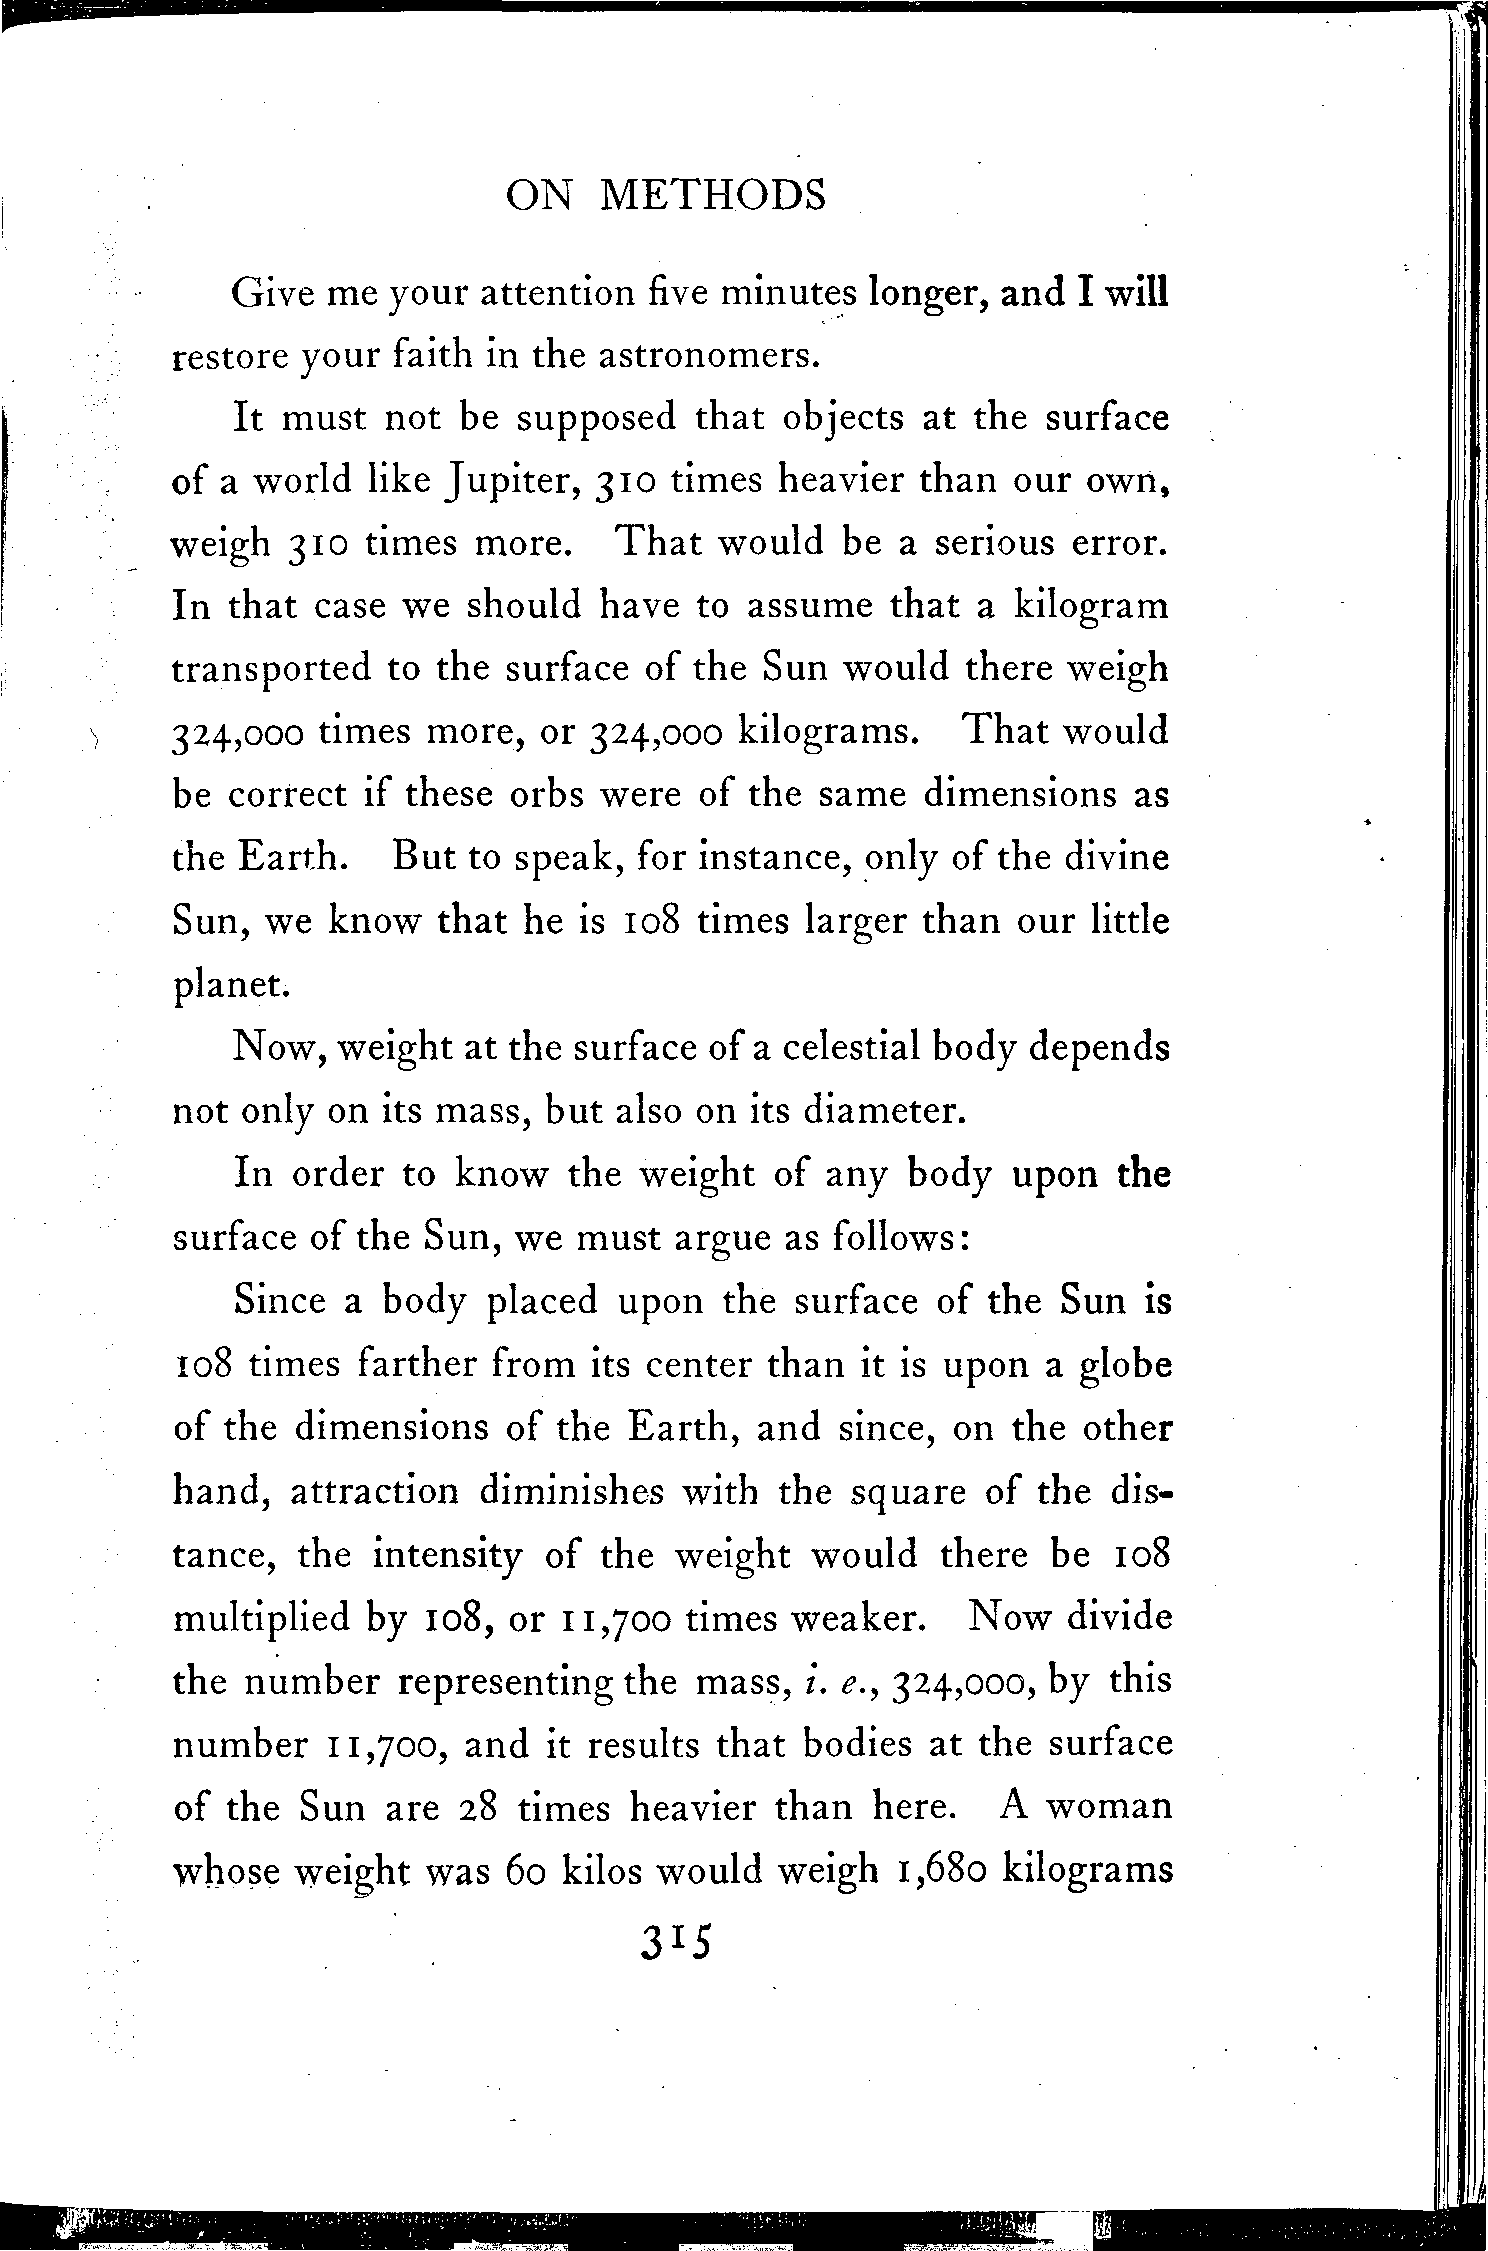 ON METHODS
Give me your attention five minutes longer, and I will
restore your faith in the astronomers.
It must not be supposed that objects at the surface
of a world like Jupiter, 310 times heavier than our own,
weigh 310 times more. That would be a serious error.
In that case we should have to assume that a kilogram
transported to the surface of the Sun would there weigh
324,000 times more, or 324,000 kilograms. That would
be correct if these orbs were of the same dimensions as
the Earth. But to speak, for instance, only of the divine
Sun, we know that he is 108 times larger than our little
planet.
Now, weight at the surface of a celestial body depends
not only on its mass, but also on its diameter.
In order to know the weight of any body upon the
surface of the Sun, we must argue as follows:
Since a body placed upon the surface of the Sun is
108 times farther from its center than it is upon a globe
of the dimensions of the Earth, and since, on the other
hand, attraction diminishes with the square of the dis-
tance, the intensity of the weight would there be 108
multiplied by 108, or 11,700 times weaker. Now divide
the number representing the mass, i. e., 324,000, by this
number 11,700, and it results that bodies at the surface
of the Sun are 28 times heavier than here. A woman
whose weight was 60 kilos would weigh 1,680 kilograms
315